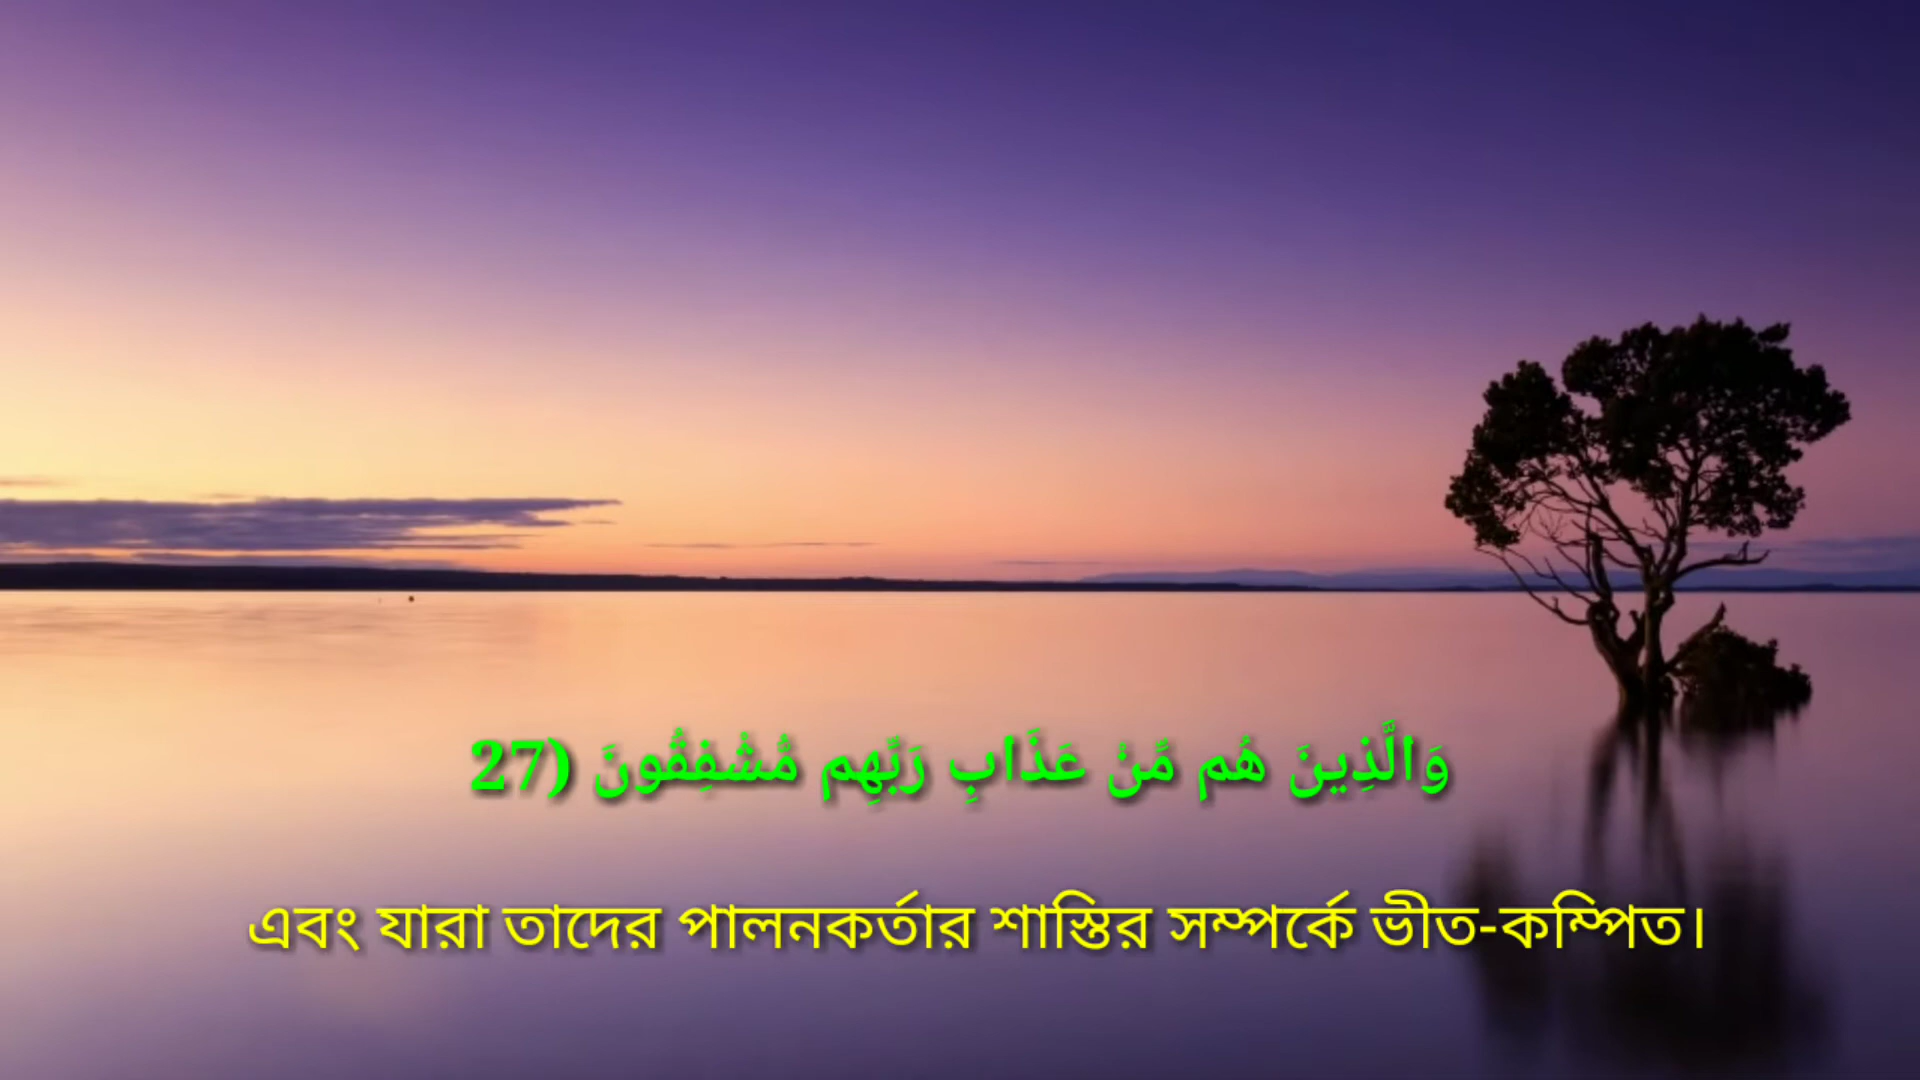 وَالَّذِينَ هُم مِّنْ عَذَابِ رَبِّهِم مُّشْفِقُونَ (27
এবং যারা তাদের পালনকর্তার শাস্তির সম্পর্কে ভীত-কম্পিত।